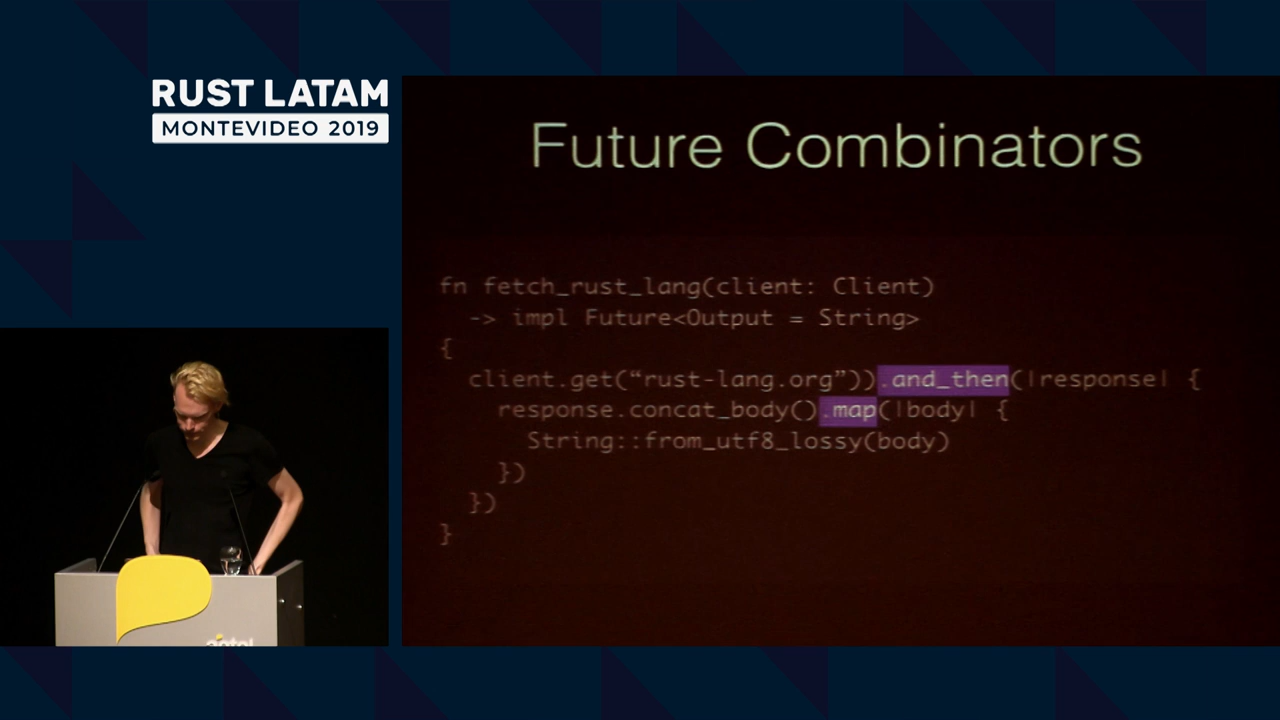 RUST LATAM
MONTEVIDEO 2019
Future Combinators
fn fetch_rust_lang(client: Client)
-> impl Future<Output = String>
{
client.get(“rust-lang.org”)).and_then(|response| {
response.concat_body().map(|body| {
String::from_utf8_lossy(body)
})
})
}